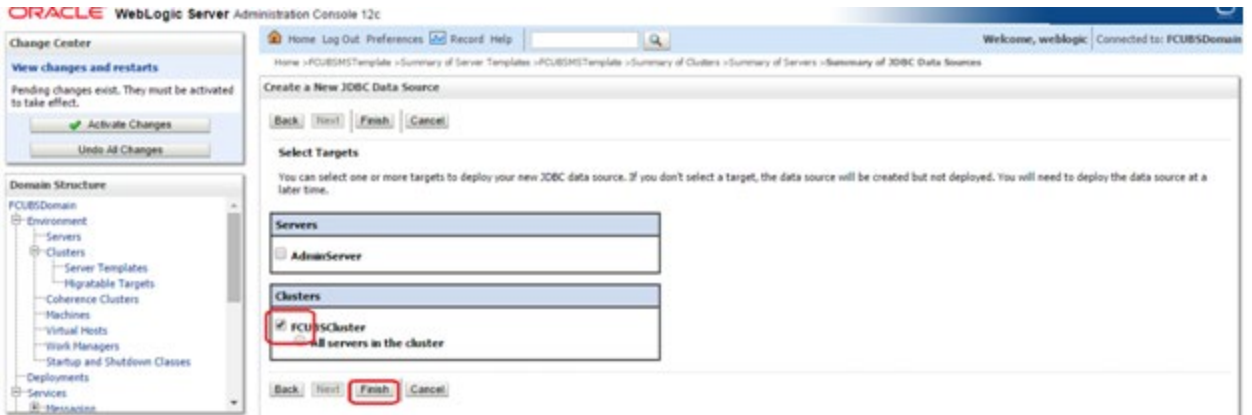 ORACLE WebLogic Server Administration Console 12c
Change Center
View changes and restarts
Pending changes exist. They must be activated
to take effect.
Activate Changes
Undo All Changes
Domain Structure
FCUBSDomain
Environment
Servers
Clusters
Server Templates
Migratable Targets
Coherence Clusters
Machines
Virtual Hosts
Work Managers
Startup and Shutdown Classes
Deployments
Services
Messaging
Home Log Out Preferences Record Help
Welcome, weblogic Connected to: FCUBSDomain
Home >FCUBSMSTemplate >Summary of Server Templates >FCUBSMSTemplate >Summary of Clusters >Summary of Servers >Summary of JDBC Data Sources
Create a New JDBC Data Source
Back Next Finish Cancel
Select Targets
You can select one or more targets to deploy your new JDBC data source. If you don't select a target, the data source will be created but not deployed. You will need to deploy the data source at a
later time.
Servers
AdminServer
Clusters
FCUBSCluster
All servers in the cluster
Back Next Finish Cancel